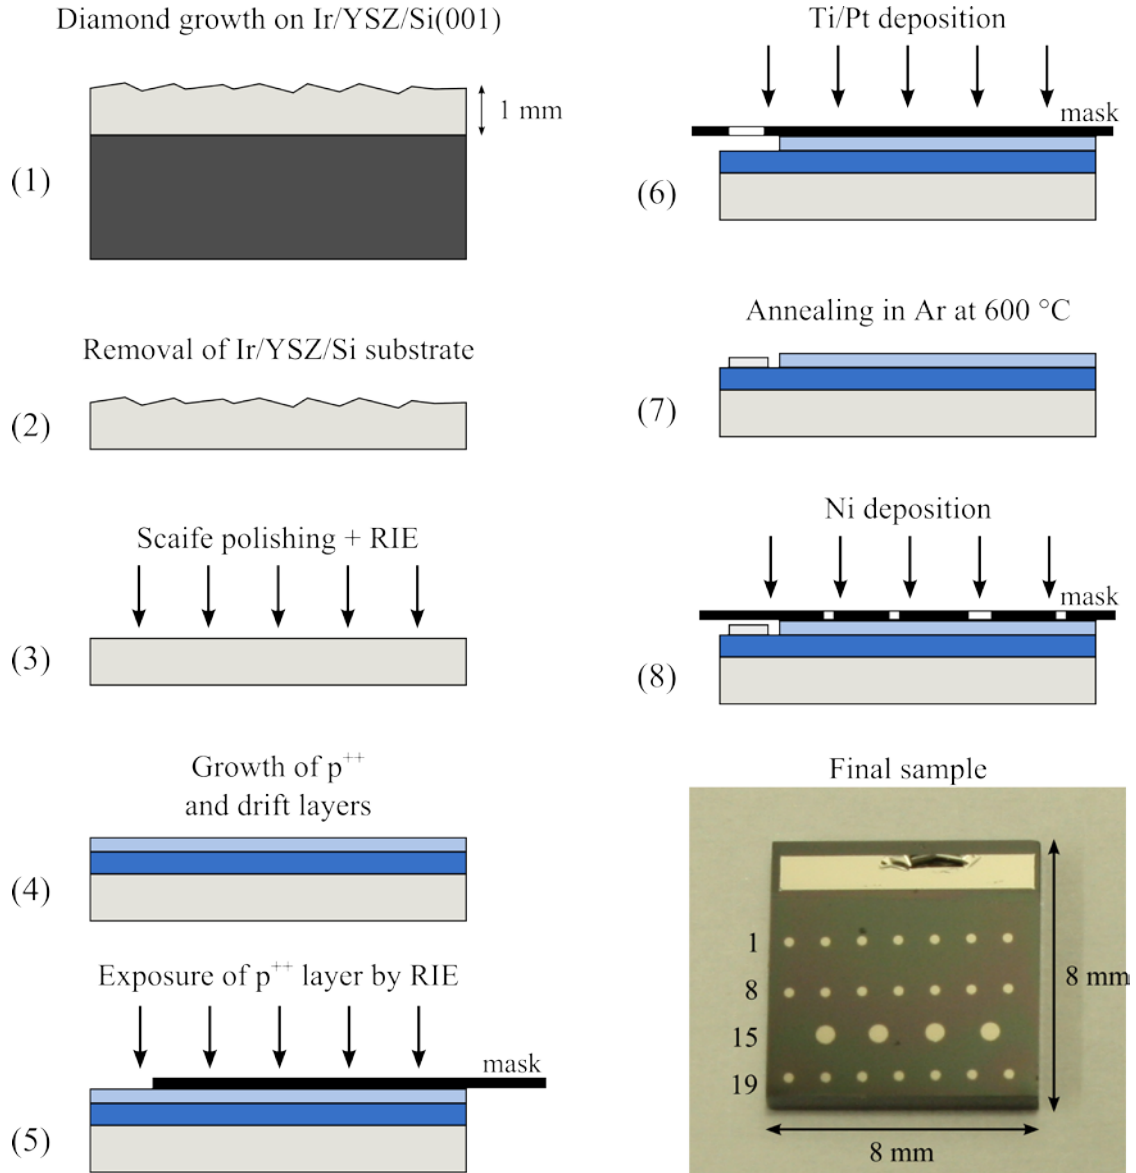 Diamond growth on Ir/YSZ/Si(001)
1 mm
(1)
Removal of Ir/YSZ/Si substrate
(2)
Scaife polishing + RIE
(3)
Growth of p++
and drift layers
(4)
Exposure of p++ layer by RIE
mask
(5)
Ti/Pt deposition
mask
(6)
Annealing in Ar at 600 °C
(7)
Ni deposition
mask
(8)
Final sample
1
8
15
19
8 mm
8 mm